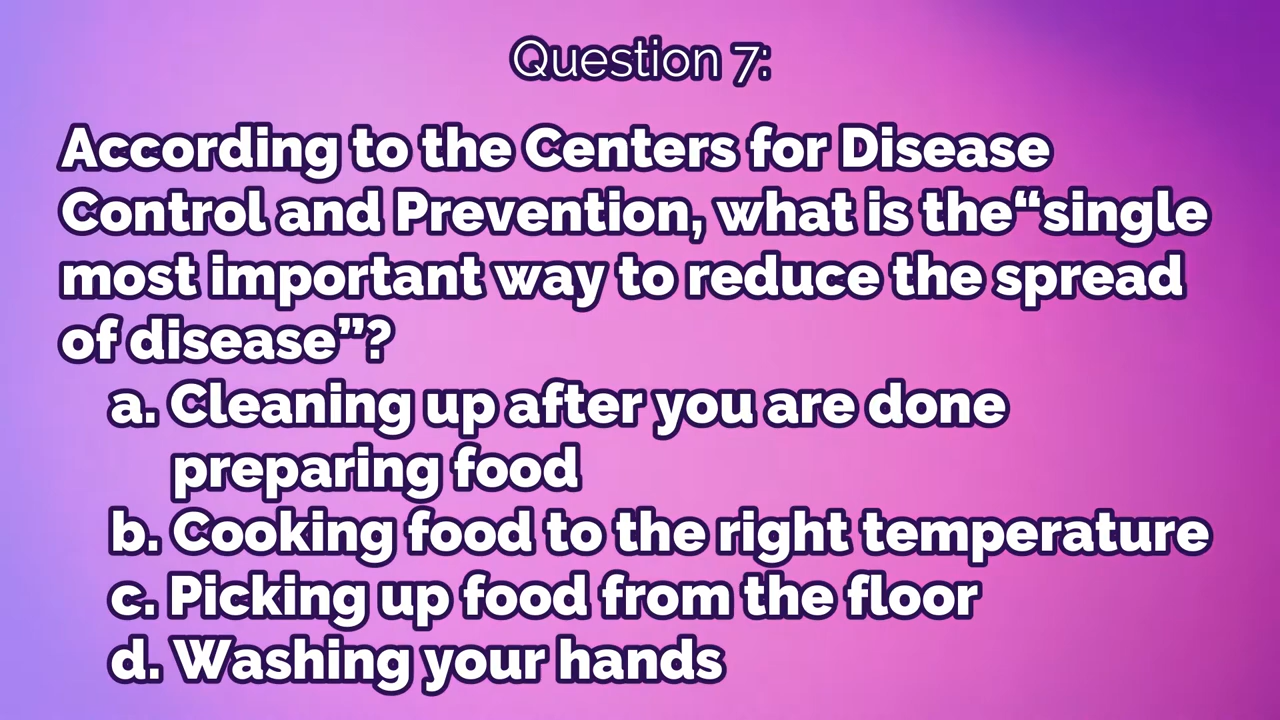 Question 7:
According to the Centers for Disease
Control and Prevention, what is the“single
most important way to reduce the spread
of disease”?
a. Cleaning up after you are done
preparing food
b. Cooking food to the right temperature
c. Picking up food from the floor
d. Washing your hands